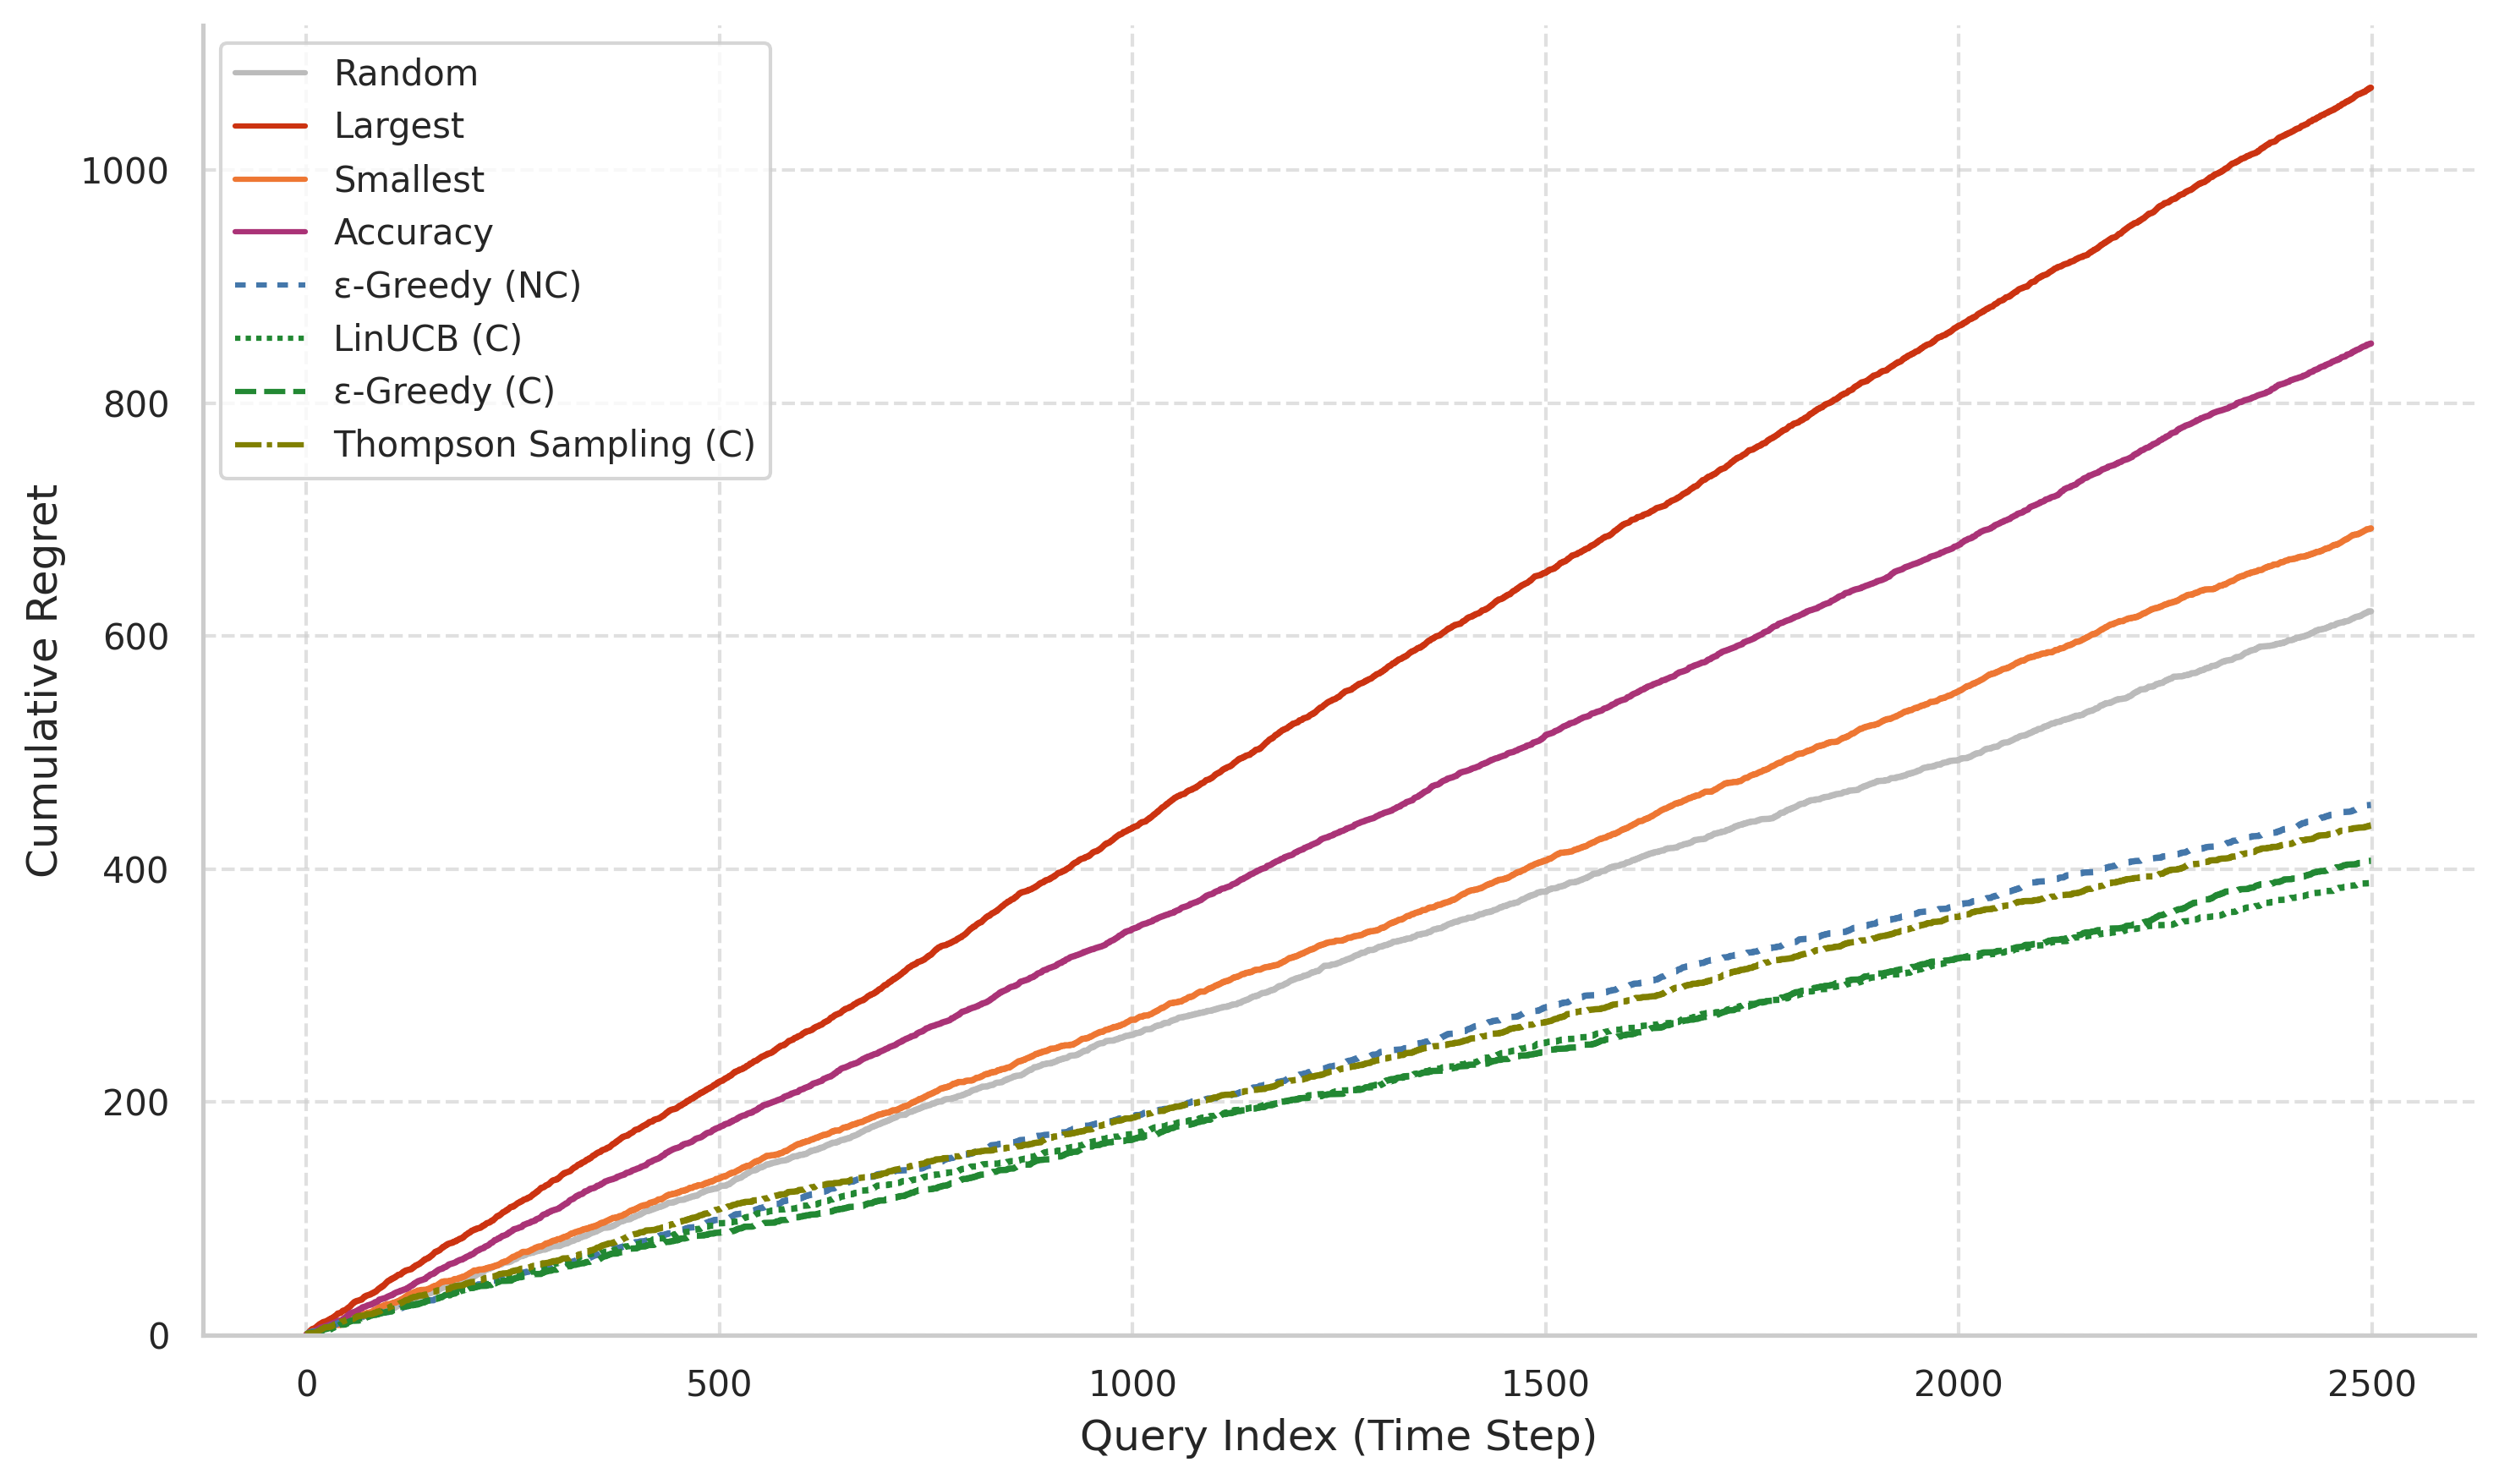 Random
Largest
Smallest
Accuracy
ε-Greedy (NC)
LinUCB (C)
ε-Greedy (C)
Thompson Sampling (C)
Cumulative Regret
1000
800
600
400
200
0
0 500 1000 1500 2000 2500
Query Index (Time Step)